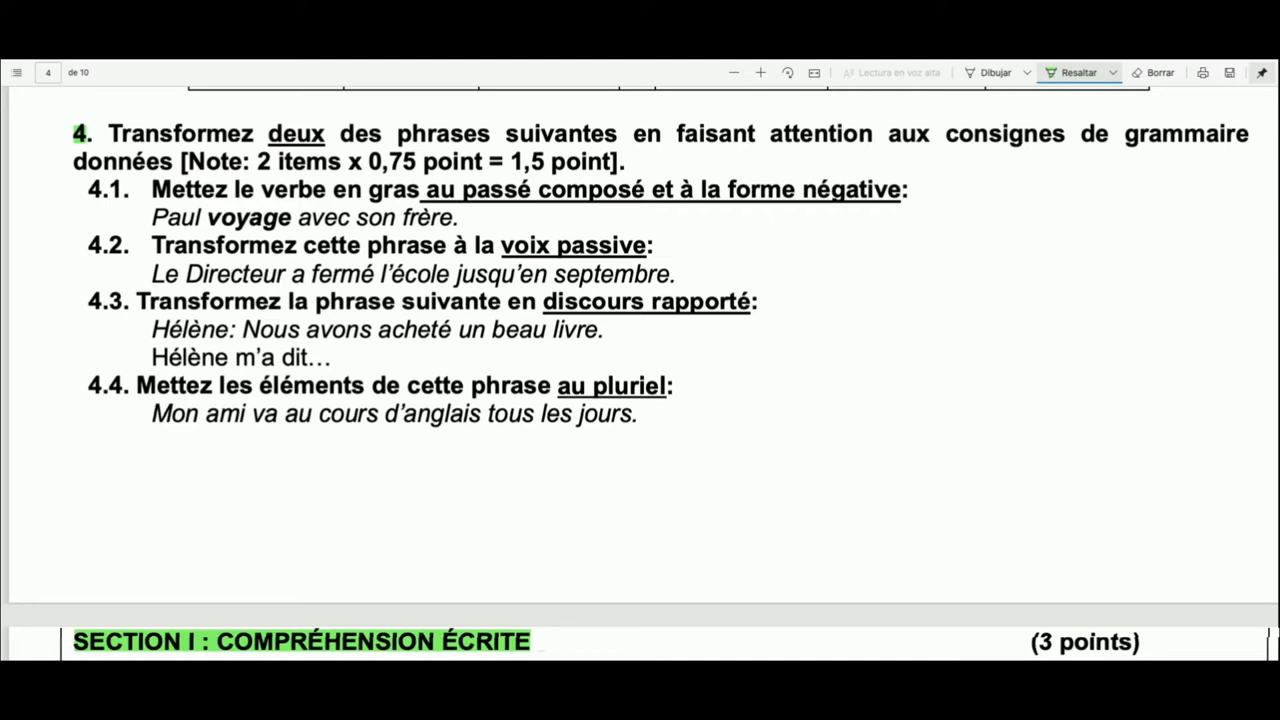 4 de 10 Lectura en voz alta Dibujar Resaltar Borrar
4. Transformez deux des phrases suivantes en faisant attention aux consignes de grammaire
données [Note: 2 items x 0,75 point = 1,5 point].
4.1. Mettez le verbe en gras au passé composé et à la forme négative:
Paul voyage avec son frère.
4.2. Transformez cette phrase à la voix passive:
Le Directeur a fermé l'école jusqu'en septembre.
4.3. Transformez la phrase suivante en discours rapporté:
Hélène: Nous avons acheté un beau livre.
Hélène m'a dit…
4.4. Mettez les éléments de cette phrase au pluriel:
Mon ami va au cours d'anglais tous les jours.
SECTION I : COMPRÉHENSION ÉCRITE (3 points)